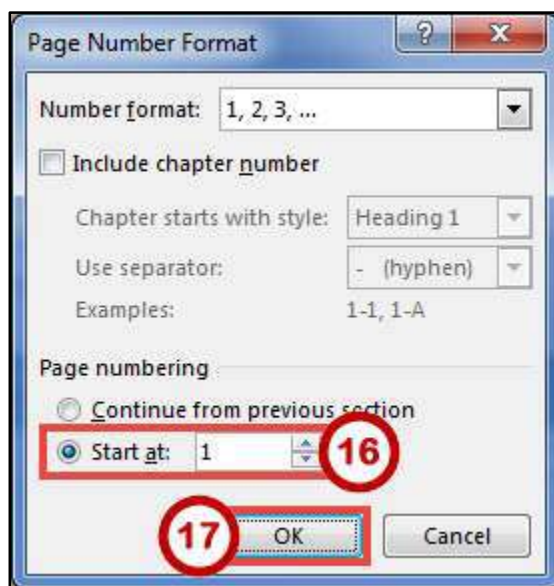 Page Number Format
?
Number format: 1, 2, 3, ...
Include chapter number
Chapter starts with style: Heading 1
Use separator: - (hyphen)
Examples: 1-1, 1-A
Page numbering
Continue from previous section
Start at: 1 16
17 OK Cancel